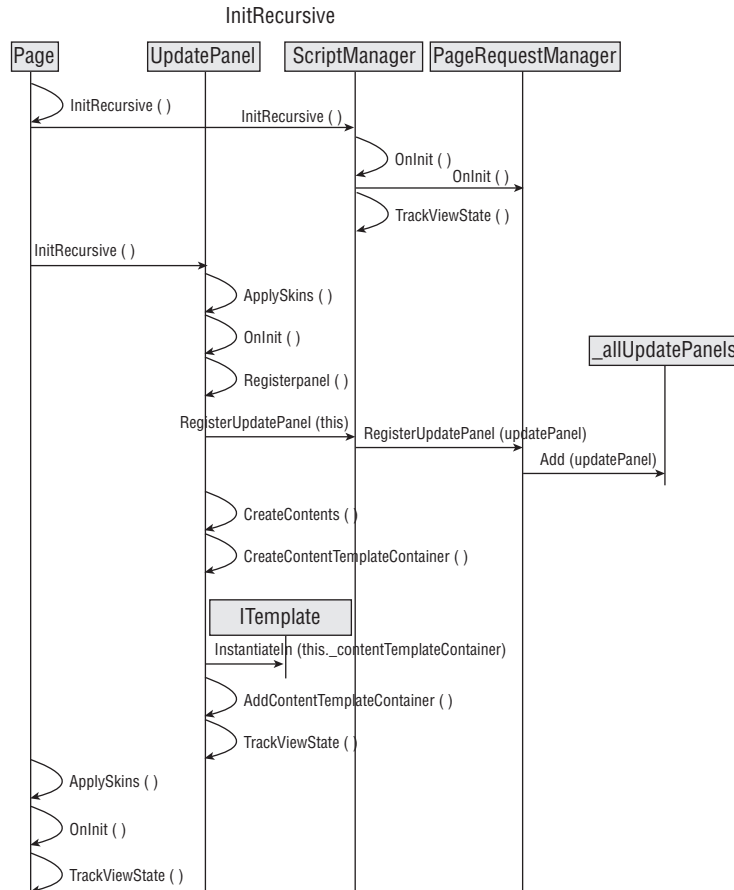 InitRecursive
Page UpdatePanel ScriptManager PageRequestManager
InitRecursive ( )
InitRecursive ( )
OnInit ( )
OnInit ( )
TrackViewState ( )
InitRecursive ( )
ApplySkins ( )
OnInit ( )
_allUpdatePanels
Registerpanel ( )
RegisterUpdatePanel (this)
RegisterUpdatePanel (updatePanel)
Add (updatePanel)
CreateContents ( )
CreateContentTemplateContainer ( )
ITemplate
InstantiateIn (this._contentTemplateContainer)
AddContentTemplateContainer ( )
TrackViewState ( )
ApplySkins ( )
OnInit ( )
TrackViewState ( )